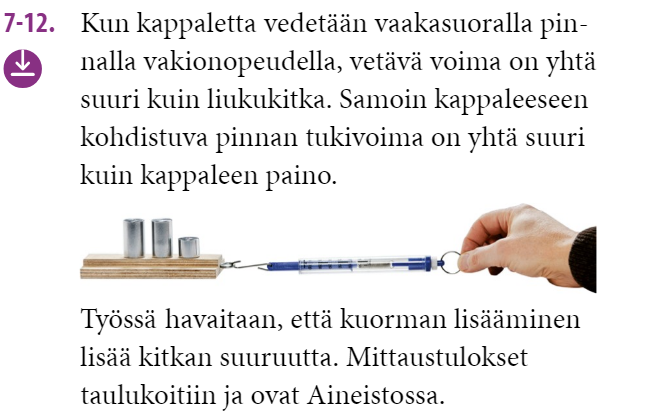 7-12. Kun kappaletta vedetään vaakasuoralla pin-
nalla vakionopeudella, vetävä voima on yhtä
suuri kuin liukukitka. Samoin kappaleeseen
kohdistuva pinnan tukivoima on yhtä suuri
kuin kappaleen paino.
Työssä havaitaan, että kuorman lisääminen
lisää kitkan suuruutta. Mittaustulokset
taulukoitiin ja ovat Aineistossa.